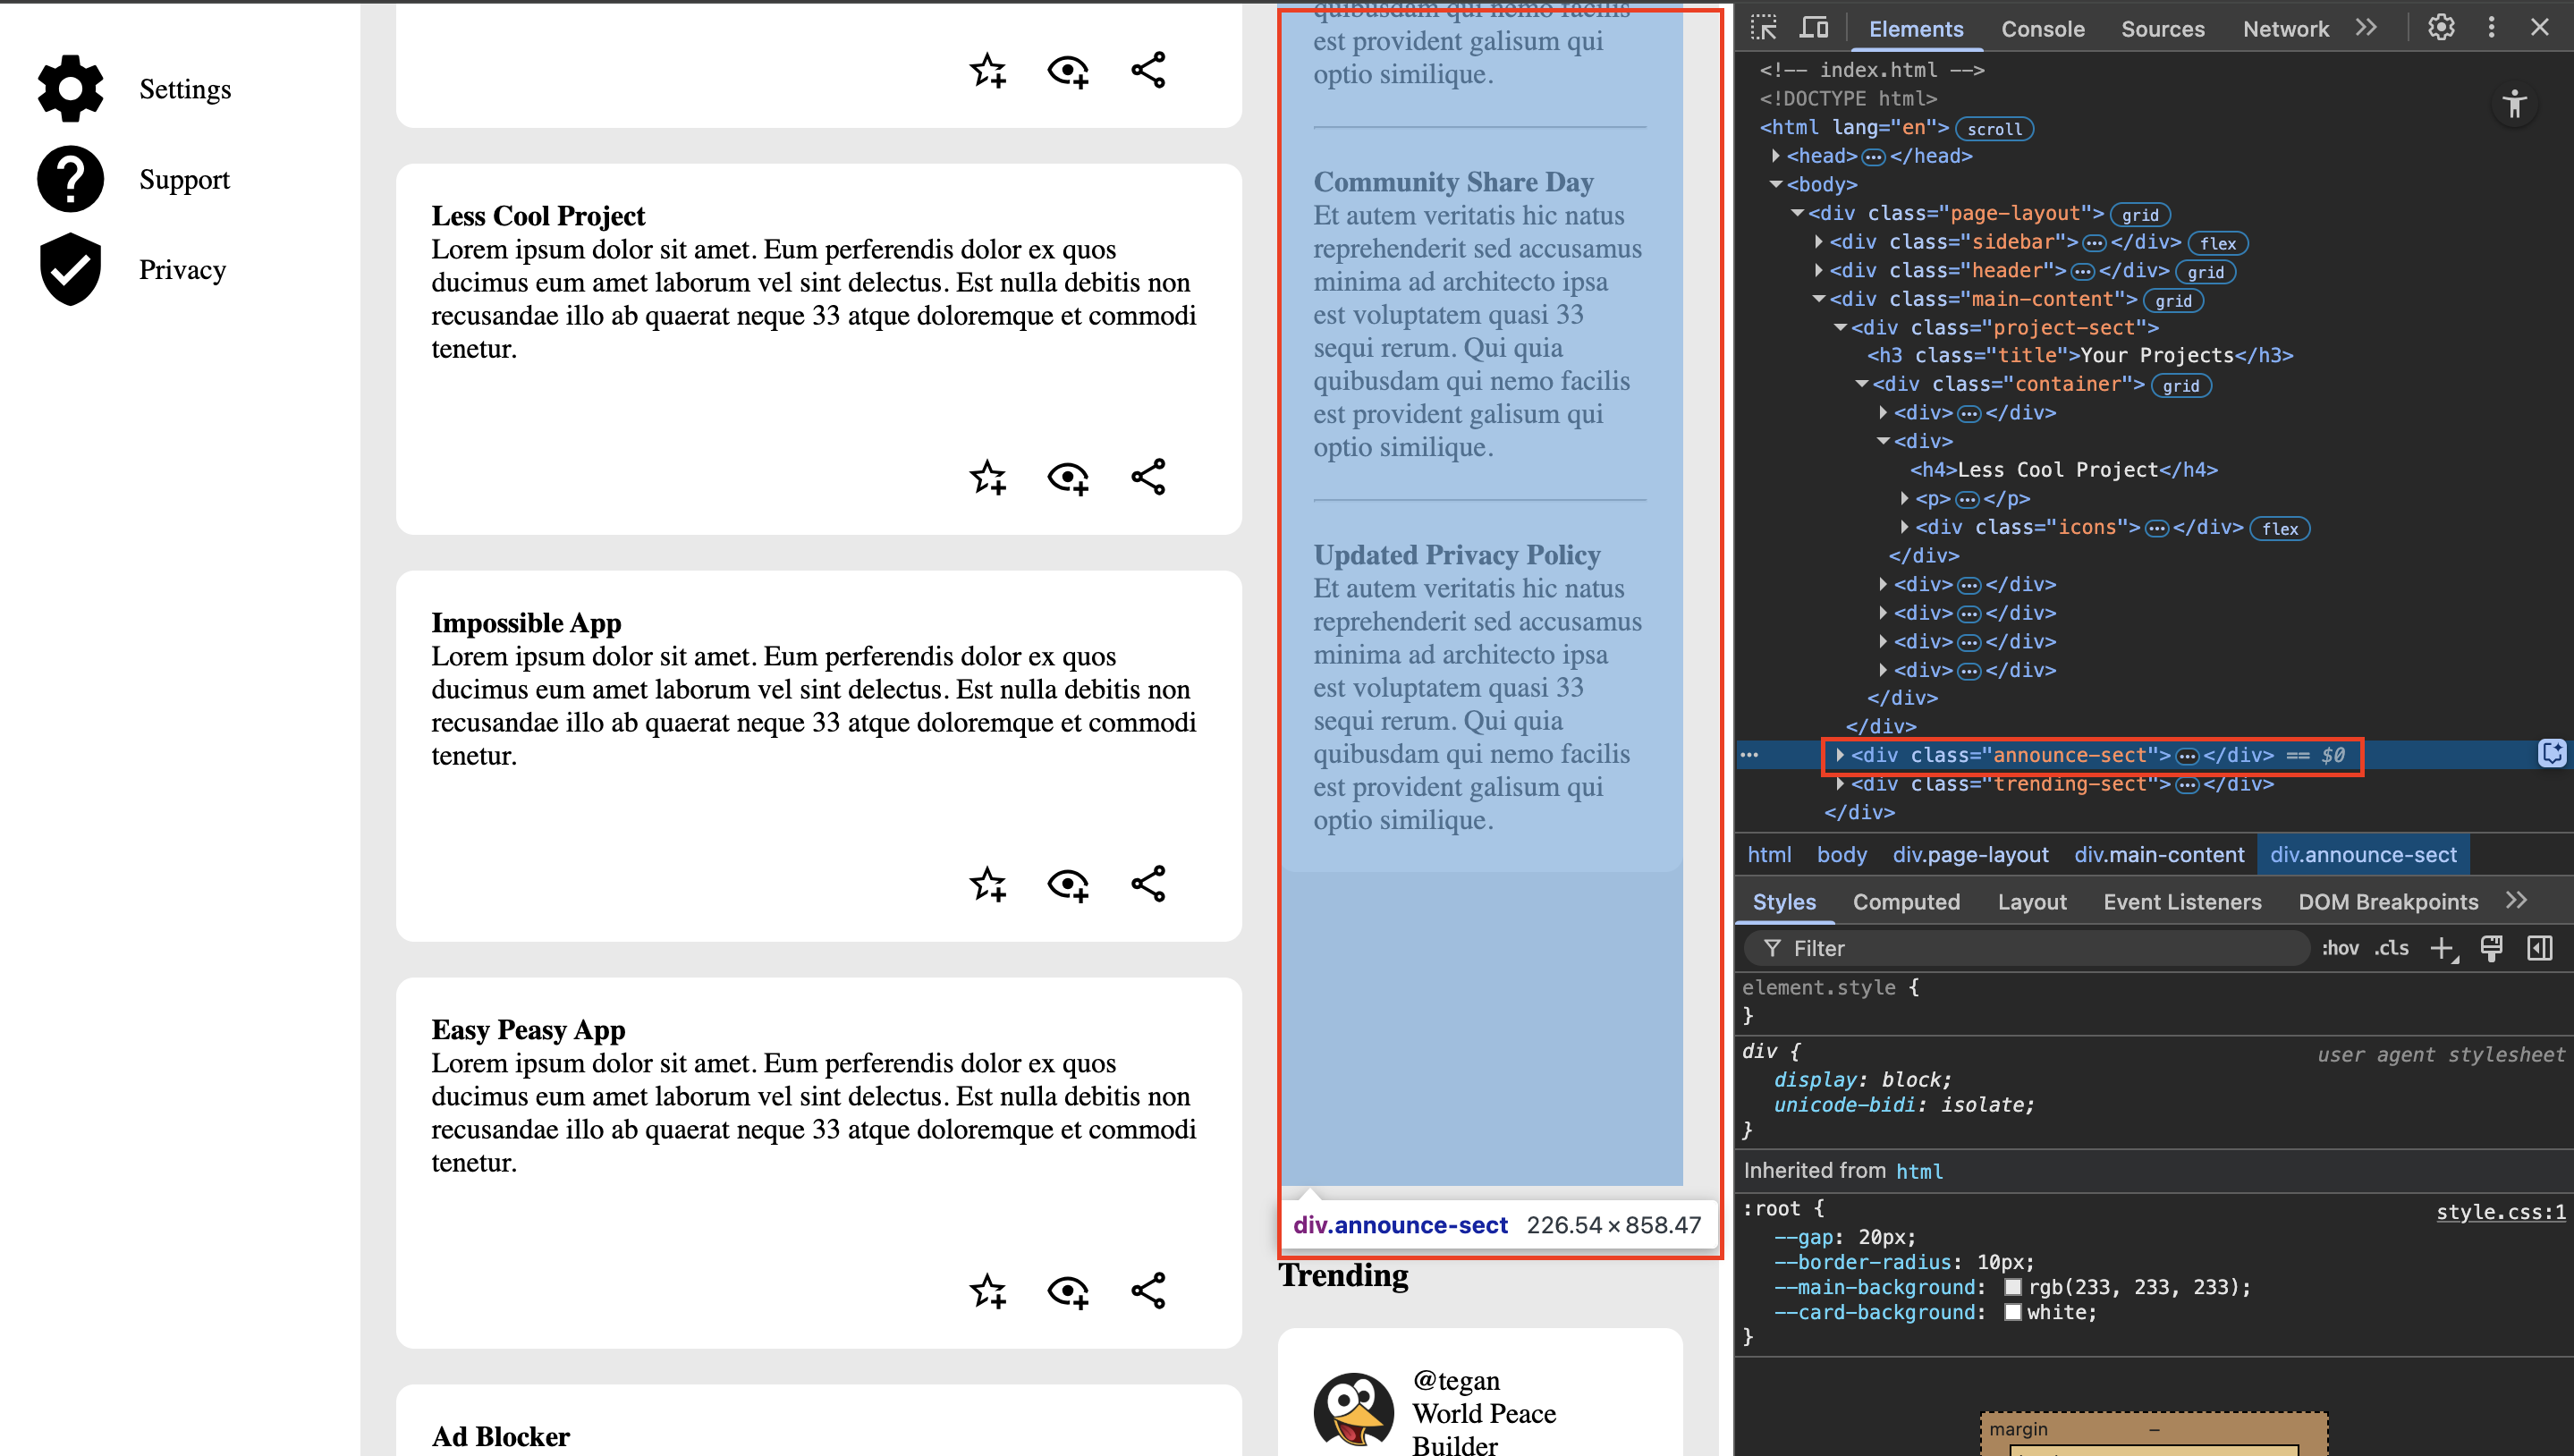 Settings
Support
Privacy
Less Cool Project
Lorem ipsum dolor sit amet. Eum perferendis dolor ex quos
ducimus eum amet laborum vel sint delectus. Est nulla debitis non
recusandae illo ab quaerat neque 33 atque doloremque et commodi
tenetur.
Impossible App
Lorem ipsum dolor sit amet. Eum perferendis dolor ex quos
ducimus eum amet laborum vel sint delectus. Est nulla debitis non
recusandae illo ab quaerat neque 33 atque doloremque et commodi
tenetur.
Easy Peasy App
Lorem ipsum dolor sit amet. Eum perferendis dolor ex quos
ducimus eum amet laborum vel sint delectus. Est nulla debitis non
recusandae illo ab quaerat neque 33 atque doloremque et commodi
tenetur.
Ad Blocker
quibusdam qui nemo facilis
est provident galisum qui
optio similique.
Community Share Day
Et autem veritatis hic natus
reprehenderit sed accusamus
minima ad architecto ipsa
est voluptatem quasi 33
sequi rerum. Qui quia
quibusdam qui nemo facilis
est provident galisum qui
optio similique.
Updated Privacy Policy
Et autem veritatis hic natus
reprehenderit sed accusamus
minima ad architecto ipsa
est voluptatem quasi 33
sequi rerum. Qui quia
quibusdam qui nemo facilis
est provident galisum qui
optio similique.
div.announce-sect 226.54 × 858.47
Trending
@tegan
World Peace
Builder
Elements Console Sources Network
<!-- index.html -->
<!DOCTYPE html>
<html lang="en"> scroll
<head> ••• </head>
<body>
<div class="page-layout"> grid
<div class="sidebar"> ••• </div> flex
<div class="header"> ••• </div> grid
<div class="main-content"> grid
<div class="project-sect">
<h3 class="title">Your Projects</h3>
<div class="container"> grid
<div> ••• </div>
<div>
<h4>Less Cool Project</h4>
<p> ••• </p>
<div class="icons"> ••• </div> flex
</div>
<div> ••• </div>
<div> ••• </div>
<div> ••• </div>
<div> ••• </div>
</div>
</div>
••• <div class="announce-sect"> ••• </div> == $0
<div class="trending-sect"> ••• </div>
</div>
html body div.page-layout div.main-content div.announce-sect
Styles Computed Layout Event Listeners DOM Breakpoints
Filter :hov .cls
element.style {
}
div { user agent stylesheet
display: block;
unicode-bidi: isolate;
}
Inherited from html
:root { style.css:1
--gap: 20px;
--border-radius: 10px;
--main-background: rgb(233, 233, 233);
--card-background: white;
}
margin –